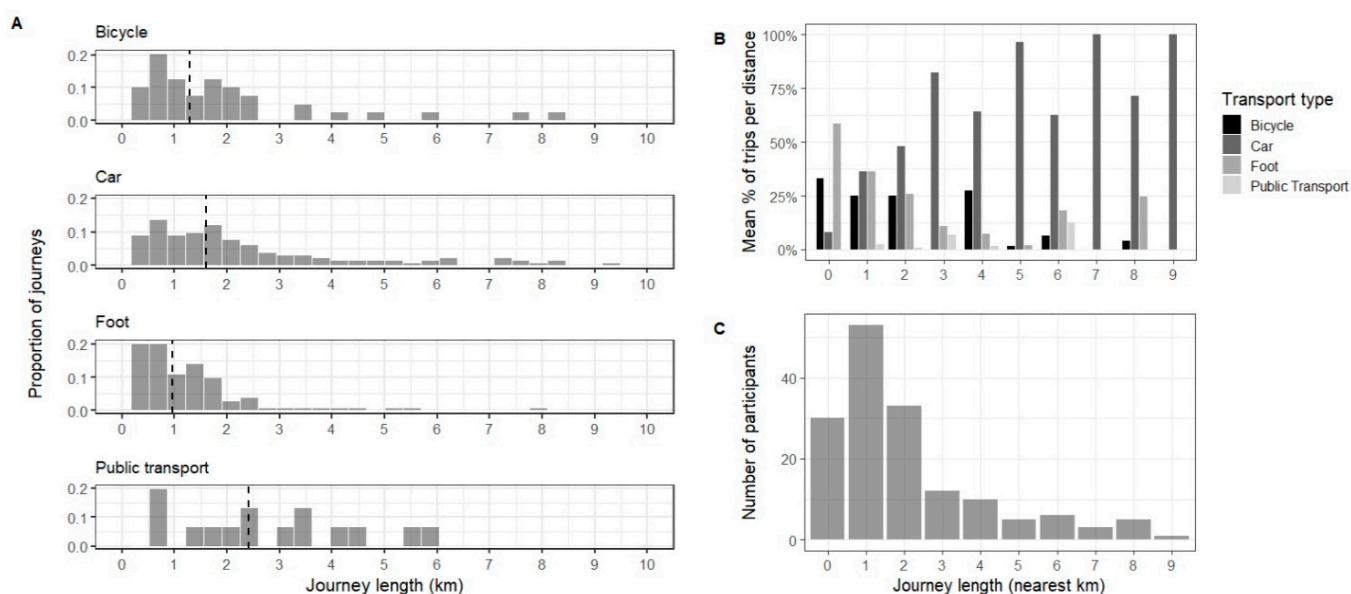 A
Bicycle
0.2
0.1
0.0
0 1 2 3 4 5 6 7 8 9 10
Car
0.2
0.1
0.0
0 1 2 3 4 5 6 7 8 9 10
Foot
0.2
0.1
0.0
0 1 2 3 4 5 6 7 8 9 10
Public transport
0.2
0.1
0.0
0 1 2 3 4 5 6 7 8 9 10
Proportion of journeys
Journey length (km)
B
100%
75%
50%
25%
0%
0 1 2 3 4 5 6 7 8 9
Mean % of trips per distance
Transport type
Bicycle
Car
Foot
Public Transport
C
40
20
0
0 1 2 3 4 5 6 7 8 9
Number of participants
Journey length (nearest km)